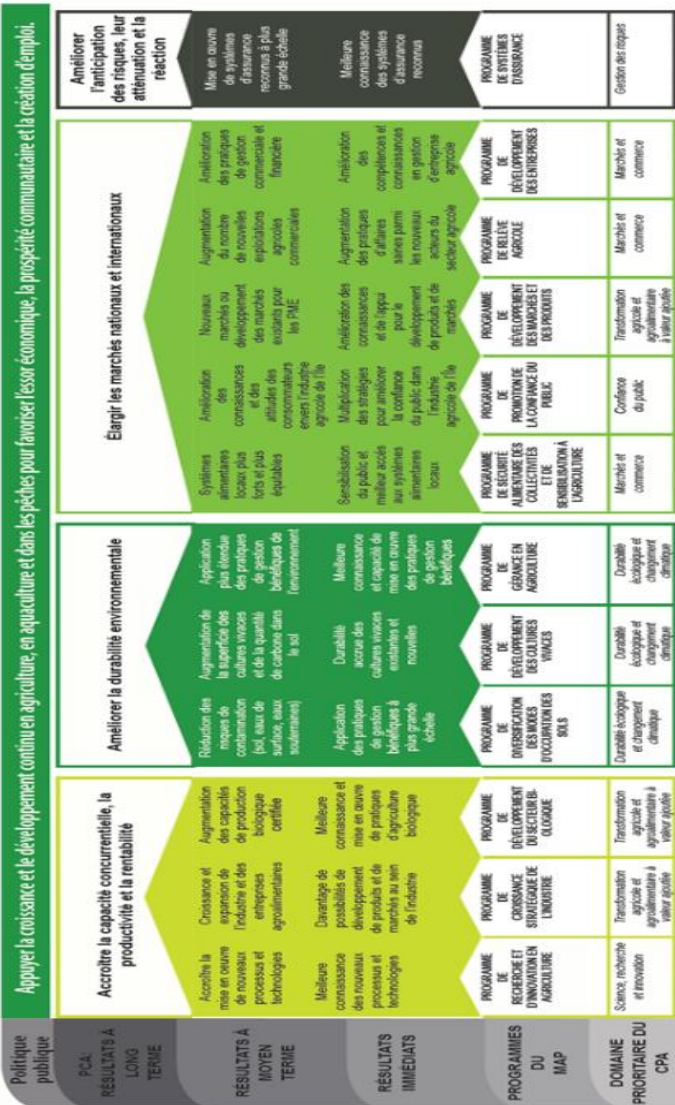 Politique
publique
Appuyer la croissance et le développement continu en agriculture, en aquaculture et dans les pêches pour favoriser l'essor économique, la prospérité communautaire et la création d'emploi.
PCA:
RÉSULTATS À
LONG
TERME
Accroître la capacité concurrentielle, la
productivité et la rentabilité
Améliorer la durabilité environnementale
Élargir les marchés nationaux et internationaux
Améliorer
l'anticipation
des risques, leur
atténuation et la
réaction
RÉSULTATS À
MOYEN
TERME
Accroître la
mise en oeuvre
de nouveaux
processus et
technologies
Croissance et
expansion de
l'industrie et des
entreprises
agroalimentaires
Augmentation
des capacités
de production
biologique
certifiée
Réduction des
risques de
contamination
(sol, eaux de
surface, eaux
souterraines)
Augmentation de
la superficie des
cultures vivaces
et de la quantité
de carbone dans
le sol
Application
plus étendue
des pratiques
de gestion
bénéfiques de
l'environnement
Systèmes
alimentaires
locaux plus
forts et plus
équitables
Amélioration
des
connaissances
et des
attitudes des
consommateurs
envers l'industrie
agricole de l'Île
Nouveaux
marchés ou
développement
des marchés
existants pour
les PME
Augmentation
du nombre
de nouvelles
exploitations
agricoles
commerciales
Amélioration
des pratiques
de gestion
commerciale et
financière
Mise en œuvre
de systèmes
d'assurance
reconnus à plus
grande échelle
RÉSULTATS
IMMÉDIATS
Meilleure
connaissance
des nouveaux
processus et
technologies
Davantage de
possibilités de
développement
de produits et de
marchés au sein
de l'industrie
Meilleure
connaissance et
mise en œuvre
de pratiques
d'agriculture
biologique
Application
des pratiques
de gestion
bénéfiques à
plus grande
échelle
Durabilité
accrue des
cultures vivaces
existantes et
nouvelles
Meilleure
connaissance
et capacité de
mise en œuvre
des pratiques
de gestion
bénéfiques
Sensibilisation
du public et
meilleur accès
aux systèmes
alimentaires
locaux
Multiplication
des stratégies
pour améliorer
la confiance
du public dans
l'industrie
agricole de l'Île
Amélioration des
connaissances
et de l'appui
pour le
développement
de produits et de
marchés
Augmentation
des pratiques
d'affaires
saines parmi
les nouveaux
acteurs du
secteur agricole
Amélioration
des
compétences et
connaissances
en gestion
d'entreprise
agricole
Meilleure
connaissance
des systèmes
d'assurance
reconnus
PROGRAMMES
DU
MAP
PROGRAMME
DE
RECHERCHE ET
D'INNOVATION EN
AGRICULTURE
PROGRAMME
DE
CROISSANCE
STRATÉGIQUE DE
L'INDUSTRIE
PROGRAMME
DE
DÉVELOPPEMENT
DU SECTEUR BI-
OLOGIQUE
PROGRAMME
DE
DIVERSIFICATION
DES MODES
D'OCCUPATION DES
SOLS
PROGRAMME
DE
DÉVELOPPEMENT
DES CULTURES
VIVACES
PROGRAMME
DE
GÉRANCE EN
AGRICULTURE
PROGRAMME
DE SÉCURITÉ
ALIMENTAIRE DES
COLLECTIVITÉS
ET DE
SENSIBILISATION À
L'AGRICULTURE
PROGRAMME
DE
PROMOTION DE
LA CONFIANCE DU
PUBLIC
PROGRAMME
DE
DÉVELOPPEMENT
DES MARCHÉS ET
DES PRODUITS
PROGRAMME
DE RELÈVE
AGRICOLE
PROGRAMME
DE
DÉVELOPPEMENT
DES ENTREPRISES
PROGRAMME
DE SYSTÈMES
D'ASSURANCE
DOMAINE
PRIORITAIRE DU
CPA
Science, recherche
et innovation
Transformation
agricole et
agroalimentaire à
valeur ajoutée
Transformation
agricole et
agroalimentaire à
valeur ajoutée
Durabilité écologique
et changement
climatique
Durabilité
écologique et
changement
climatique
Durabilité
écologique et
changement
climatique
Marchés et
commerce
Confiance
du public
Transformation
agricole et
agroalimentaire
à valeur ajoutée
Marchés et
commerce
Marchés et
commerce
Gestion des risques